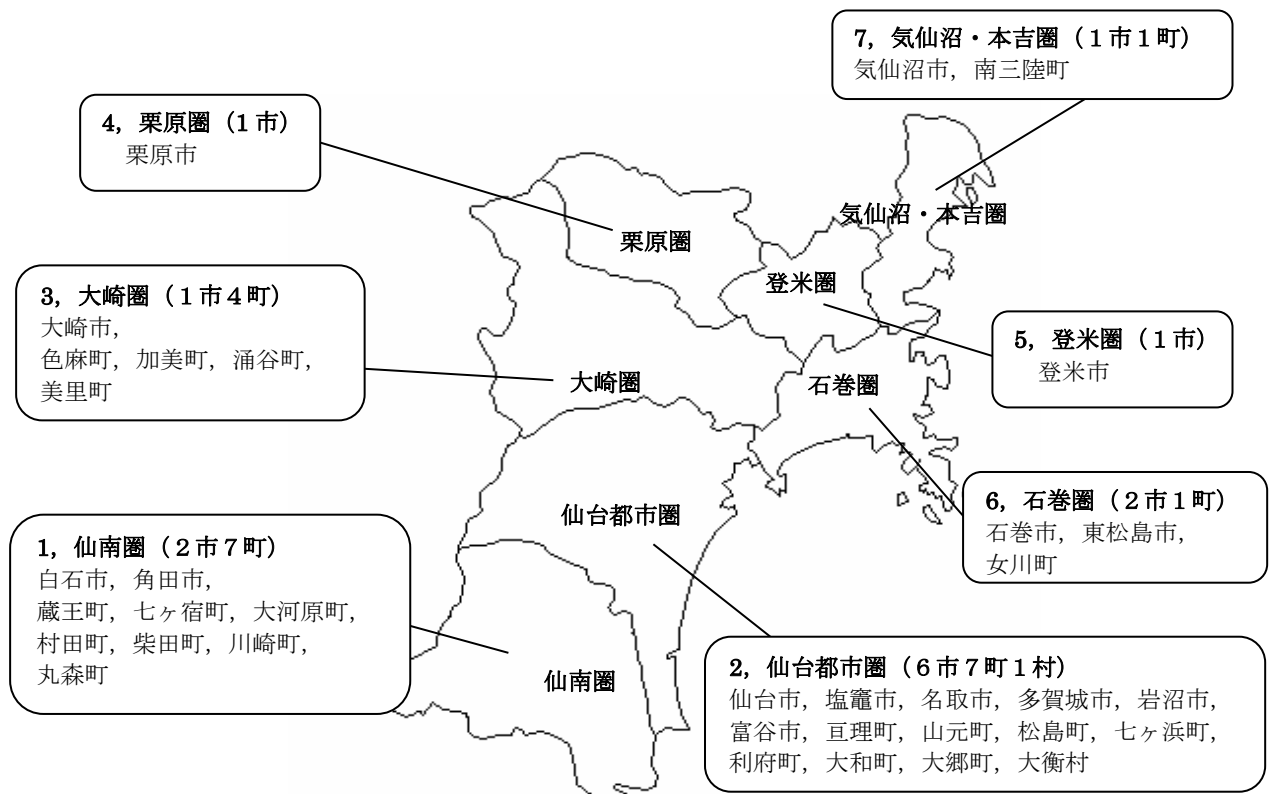 7, 気仙沼・本吉圏（1市1町）
気仙沼市, 南三陸町
4, 栗原圏（1市）
栗原市
気仙沼・本吉圏
栗原圏
登米圏
3, 大崎圏（1市４町）
大崎市,
色麻町, 加美町, 涌谷町,
美里町
5, 登米圏（1市）
登米市
大崎圏
石巻圏
6, 石巻圏（２市１町）
石巻市, 東松島市,
女川町
仙台都市圏
1, 仙南圏（２市７町）
白石市, 角田市,
蔵王町, 七ヶ宿町, 大河原町,
村田町, 柴田町, 川崎町,
丸森町
仙南圏
2, 仙台都市圏（６市７町１村）
仙台市, 塩竈市, 名取市, 多賀城市, 岩沼市,
富谷市, 亘理町, 山元町, 松島町, 七ヶ浜町,
利府町, 大和町, 大郷町, 大衡村